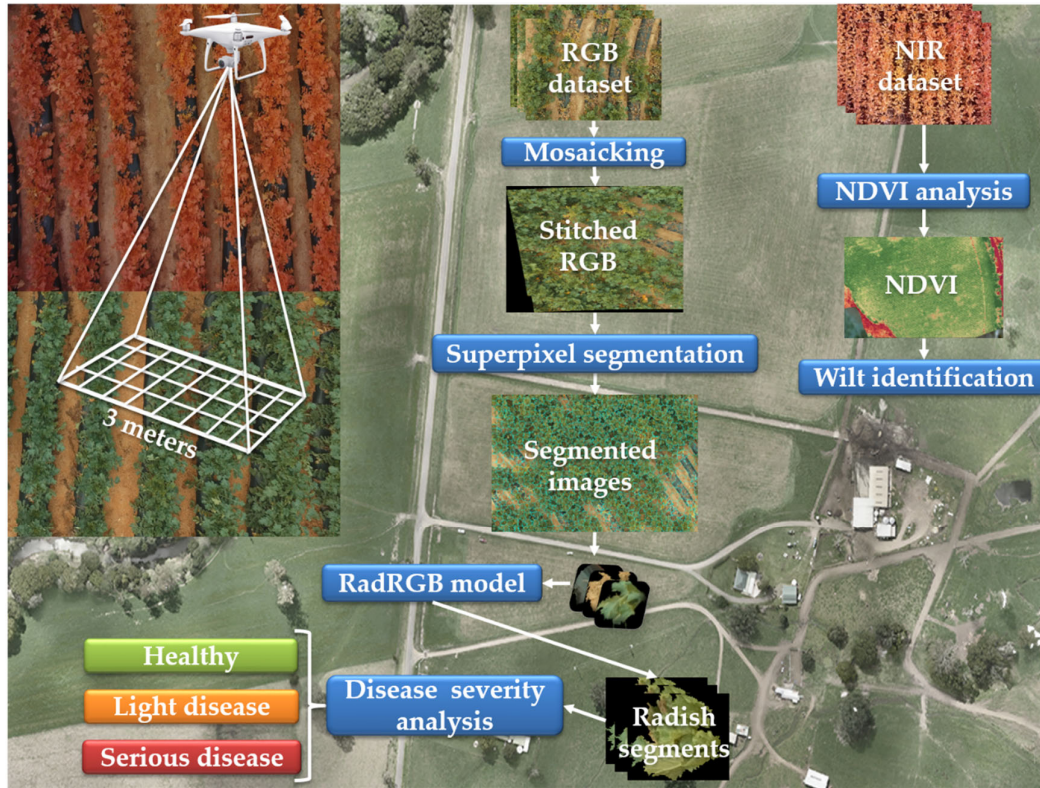 RGB
dataset
Mosaicking
Stitched
RGB
Superpixel segmentation
Segmented
images
RadRGB model
Radish
segments
Disease severity
analysis
Healthy
Light disease
Serious disease
NIR
dataset
NDVI analysis
NDVI
Wilt identification
3 meters